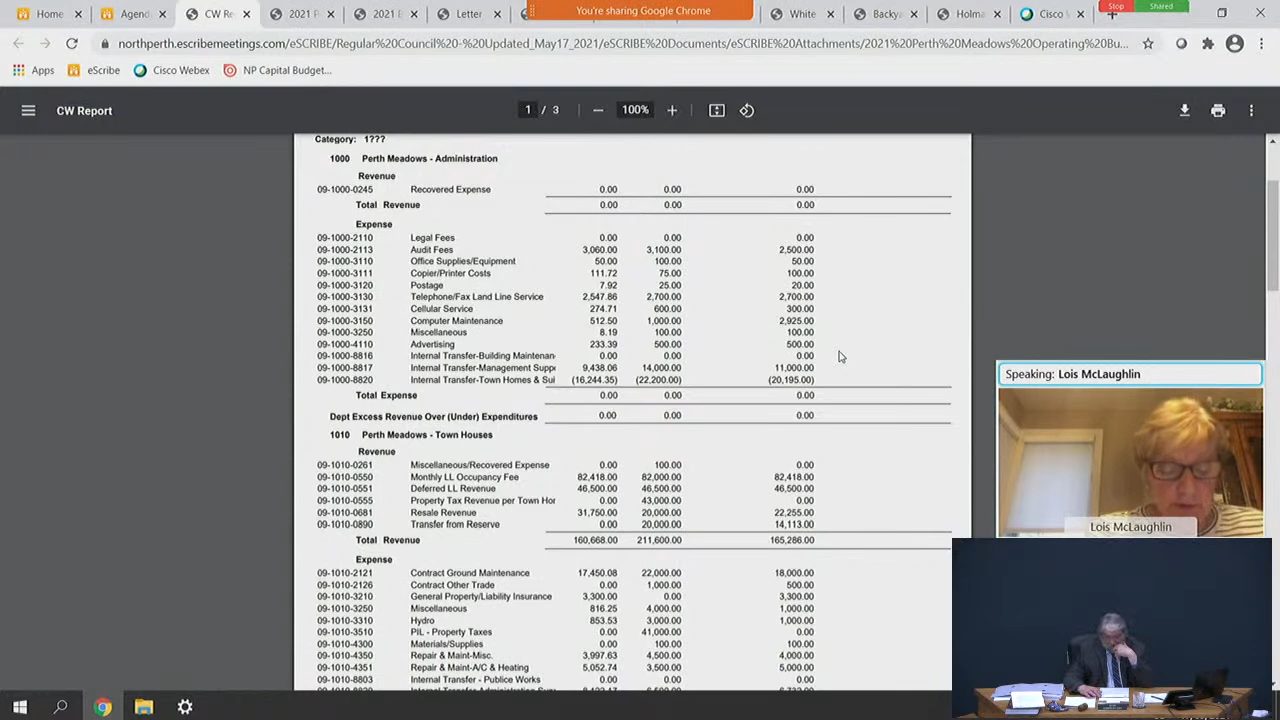 Home
Agenda
CW Re
2021 P
2021 E
Letter
You're sharing Google Chrome
White
Backya
Holma
Cisco W
Stop
Shared
northperth.escribemeetings.com/eSCRIBE/Regular%20Council%20-%20Updated_May17_2021/eSCRIBE%20Documents/eSCRIBE%20Attachments/2021%20Perth%20Meadows%20Operating%20Bu...
Apps
eScribe
Cisco Webex
NP Capital Budget...
CW Report
1 / 3
100%
Category: 1???
1000 Perth Meadows - Administration
Revenue
09-1000-0245 Recovered Expense 0.00 0.00 0.00
Total Revenue 0.00 0.00 0.00
Expense
09-1000-2110 Legal Fees 0.00 0.00 0.00
09-1000-2113 Audit Fees 3,060.00 3,100.00 2,500.00
09-1000-3110 Office Supplies/Equipment 50.00 100.00 50.00
09-1000-3111 Copier/Printer Costs 111.72 75.00 100.00
09-1000-3120 Postage 7.92 25.00 20.00
09-1000-3130 Telephone/Fax Land Line Service 2,547.86 2,700.00 2,700.00
09-1000-3131 Cellular Service 274.71 600.00 300.00
09-1000-3150 Computer Maintenance 512.50 1,000.00 2,925.00
09-1000-3250 Miscellaneous 8.19 100.00 100.00
09-1000-4110 Advertising 233.39 500.00 500.00
09-1000-8816 Internal Transfer-Building Maintenan 0.00 0.00 0.00
09-1000-8817 Internal Transfer-Management Supp 9,438.06 14,000.00 11,000.00
09-1000-8820 Internal Transfer-Town Homes & Sui (16,244.35) (22,200.00) (20,195.00)
Total Expense 0.00 0.00 0.00
Dept Excess Revenue Over (Under) Expenditures 0.00 0.00 0.00
1010 Perth Meadows - Town Houses
Revenue
09-1010-0261 Miscellaneous/Recovered Expense 0.00 100.00 0.00
09-1010-0550 Monthly LL Occupancy Fee 82,418.00 82,000.00 82,418.00
09-1010-0551 Deferred LL Revenue 46,500.00 46,500.00 46,500.00
09-1010-0555 Property Tax Revenue per Town Hor 0.00 43,000.00 0.00
09-1010-0681 Resale Revenue 31,750.00 20,000.00 22,255.00
09-1010-0890 Transfer from Reserve 0.00 20,000.00 14,113.00
Total Revenue 160,668.00 211,600.00 165,286.00
Expense
09-1010-2121 Contract Ground Maintenance 17,450.08 22,000.00 18,000.00
09-1010-2126 Contract Other Trade 0.00 1,000.00 500.00
09-1010-3210 General Property/Liability Insurance 3,300.00 0.00 3,300.00
09-1010-3250 Miscellaneous 816.25 4,000.00 1,000.00
09-1010-3310 Hydro 853.53 3,000.00 1,000.00
09-1010-3510 PIL - Property Taxes 0.00 41,000.00 0.00
09-1010-4300 Materials/Supplies 0.00 100.00 100.00
09-1010-4350 Repair & Maint-Misc. 3,997.63 4,500.00 4,000.00
09-1010-4351 Repair & Maint-A/C & Heating 5,052.74 3,500.00 5,000.00
09-1010-8803 Internal Transfer - Publice Works 0.00 0.00 0.00
Speaking: Lois McLaughlin
Lois McLaughlin